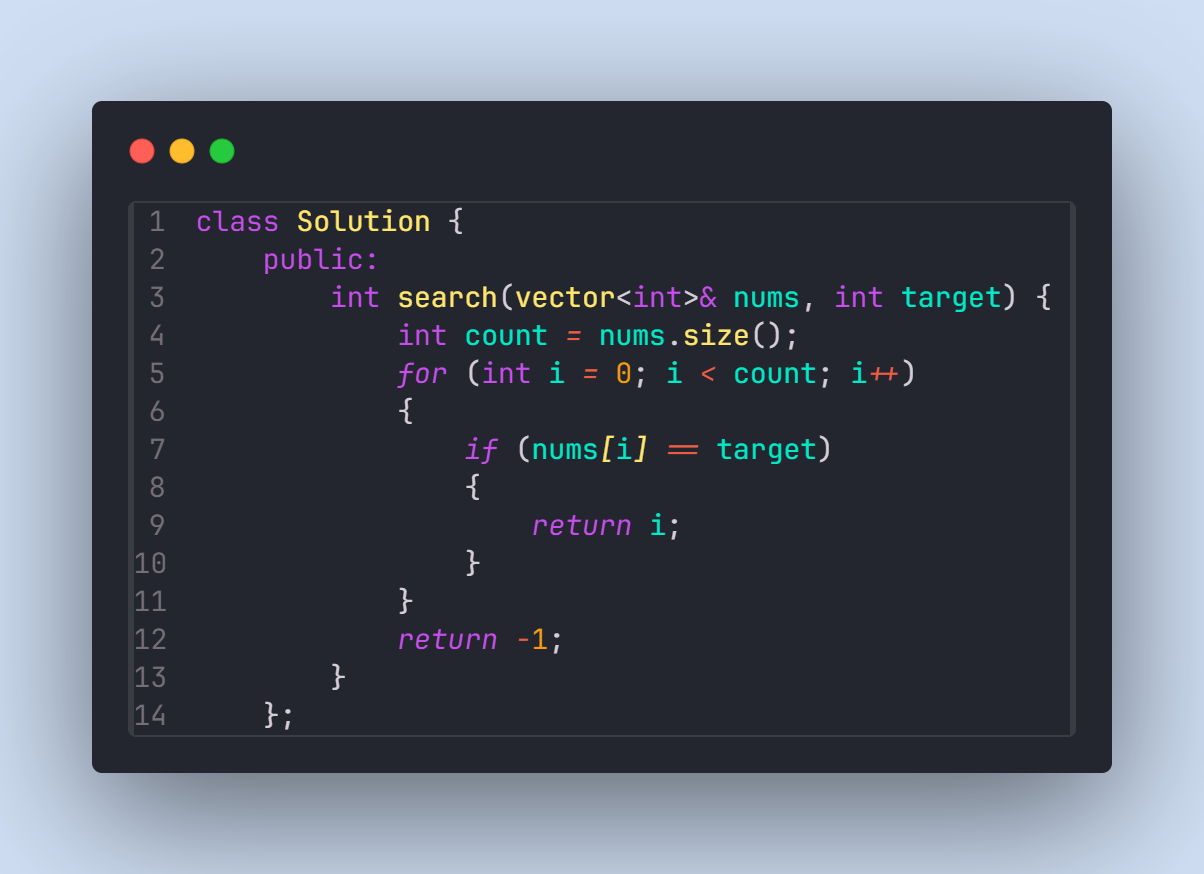 1 class Solution {
2     public:
3         int search(vector<int>& nums, int target) {
4             int count = nums.size();
5             for (int i = 0; i < count; i++)
6             {
7                 if (nums[i] == target)
8                 {
9                     return i;
10                 }
11             }
12             return -1;
13         }
14     };